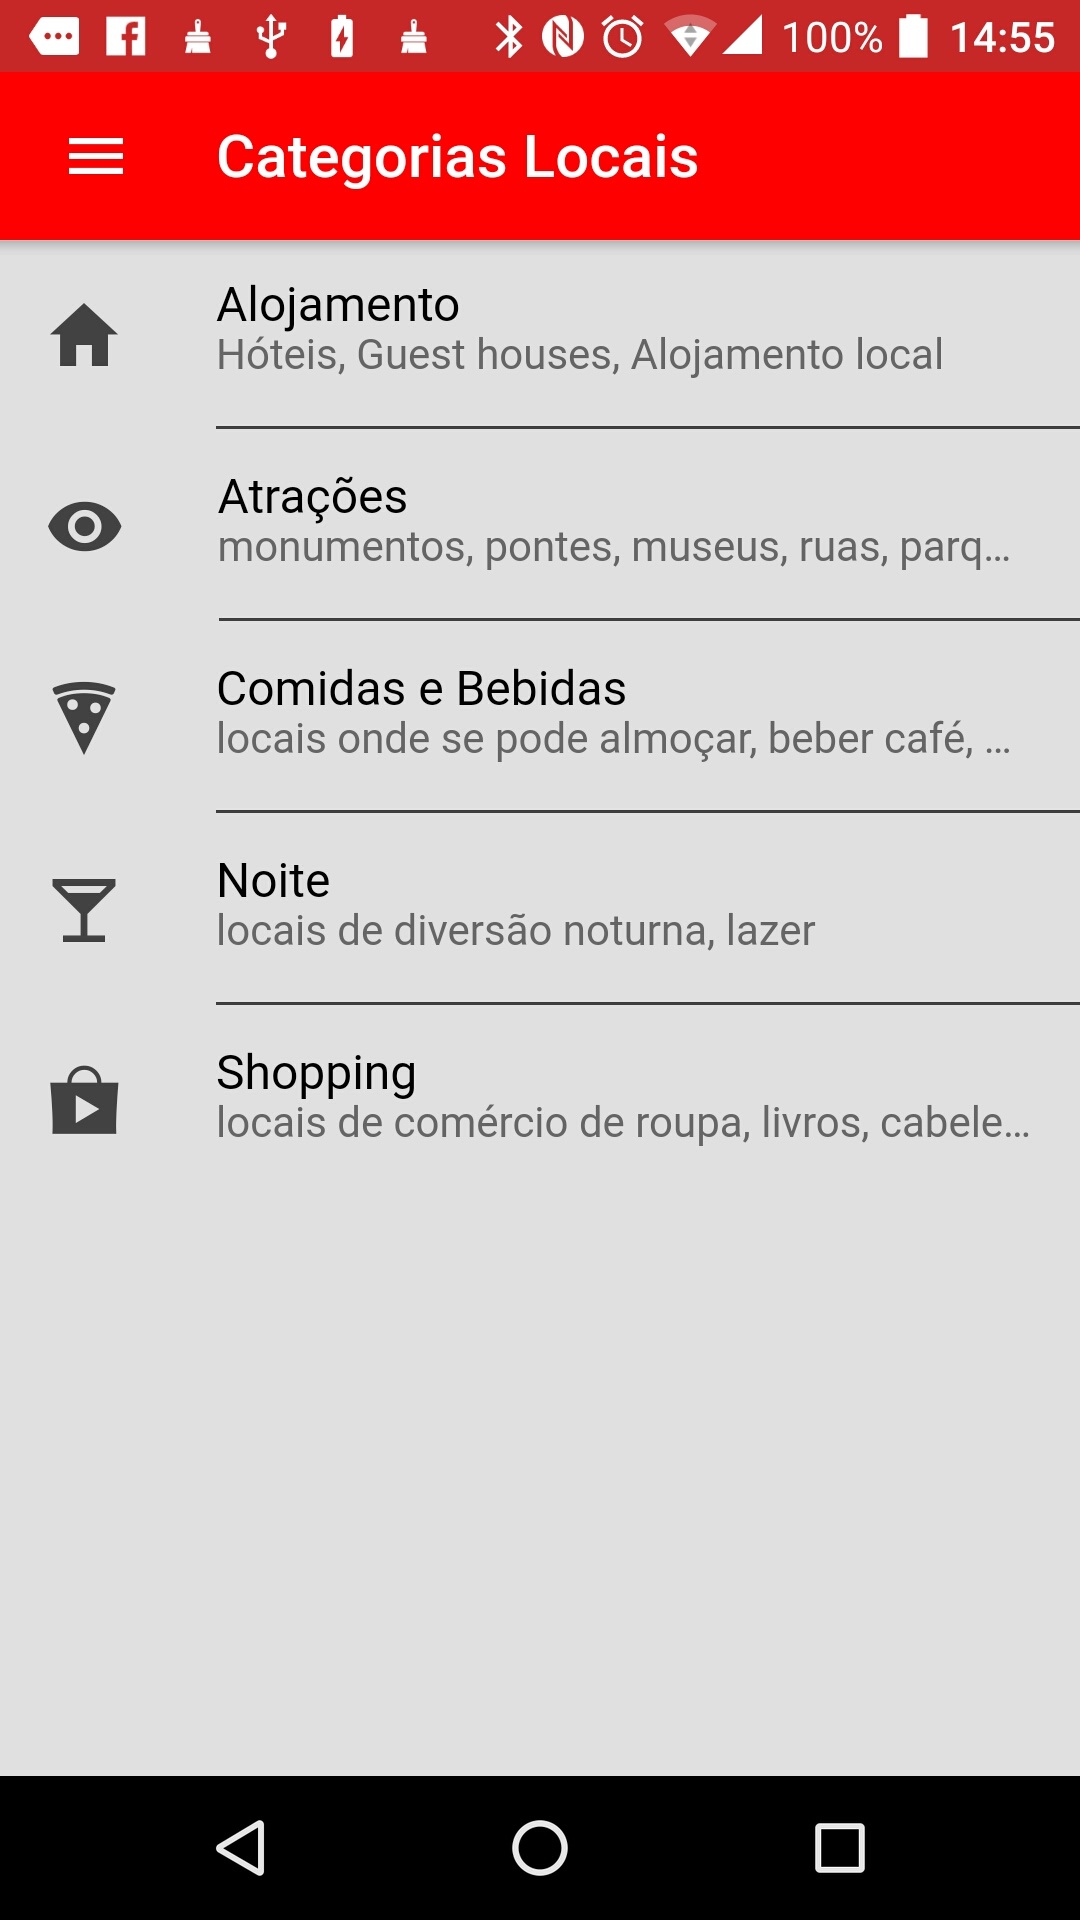 100% 14:55
Categorias Locais
Alojamento
Hóteis, Guest houses, Alojamento local
Atrações
monumentos, pontes, museus, ruas, parq...
Comidas e Bebidas
locais onde se pode almoçar, beber café, ...
Noite
locais de diversão noturna, lazer
Shopping
locais de comércio de roupa, livros, cabele...